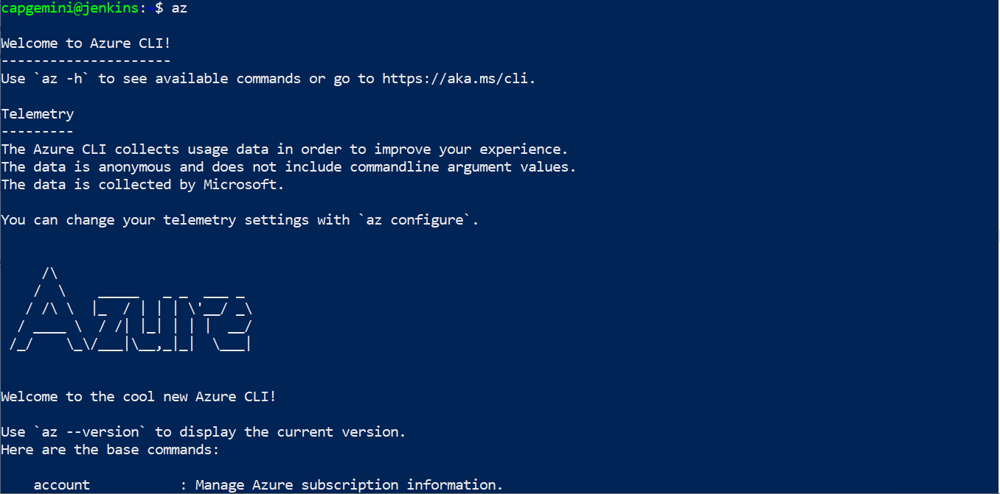 capgemini@jenkins:~$ az
Welcome to Azure CLI!
---------------------
Use `az -h` to see available commands or go to https://aka.ms/cli.
Telemetry
---------
The Azure CLI collects usage data in order to improve your experience.
The data is anonymous and does not include commandline argument values.
The data is collected by Microsoft.
You can change your telemetry settings with `az configure`.
     /\
    /  \    _____   _ _  ___ _
   / /\ \  |_  / | | | \'__/ _\
  / ____ \  / /| |_| | | |  __/
 /_/    \_\/___|\__,_|_|  \___|
Welcome to the cool new Azure CLI!
Use `az --version` to display the current version.
Here are the base commands:
    account           : Manage Azure subscription information.